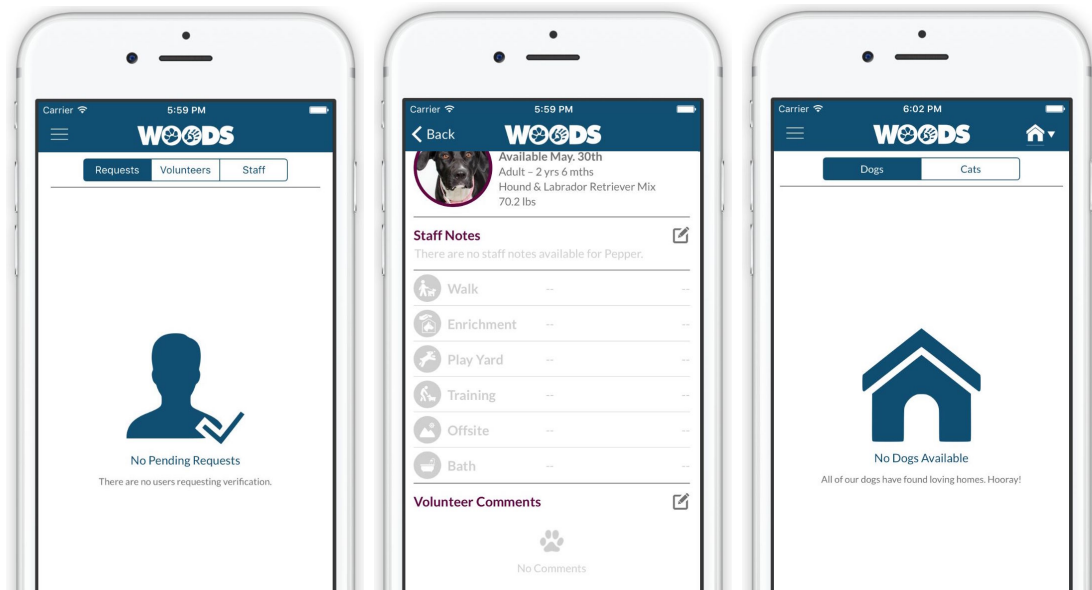 Carrier 5:59 PM
WOODS
Requests Volunteers Staff
No Pending Requests
There are no users requesting verification.
Carrier 5:59 PM
Back WOODS
Available May. 30th
Adult – 2 yrs 6 mths
Hound & Labrador Retriever Mix
70.2 lbs
Staff Notes
There are no staff notes available for Pepper.
Walk -- --
Enrichment -- --
Play Yard -- --
Training -- --
Offsite -- --
Bath -- --
Volunteer Comments
No Comments
Carrier 6:02 PM
WOODS
Dogs Cats
No Dogs Available
All of our dogs have found loving homes. Hooray!